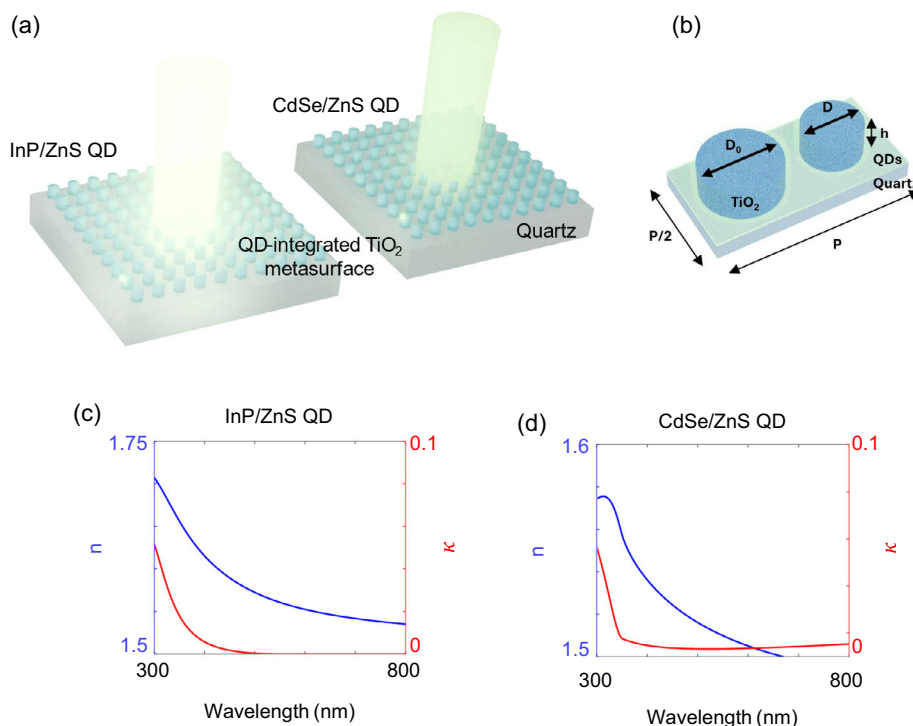 (a)
InP/ZnS QD
CdSe/ZnS QD
QD-integrated TiO2
metasurface
Quartz
(b)
D0
D
h
QDs
Quart
TiO2
P/2
P
(c)
InP/ZnS QD
1.75
0.1
n
κ
1.5
0
300
800
Wavelength (nm)
(d)
CdSe/ZnS QD
1.6
0.1
n
κ
1.5
0
300
800
Wavelength (nm)